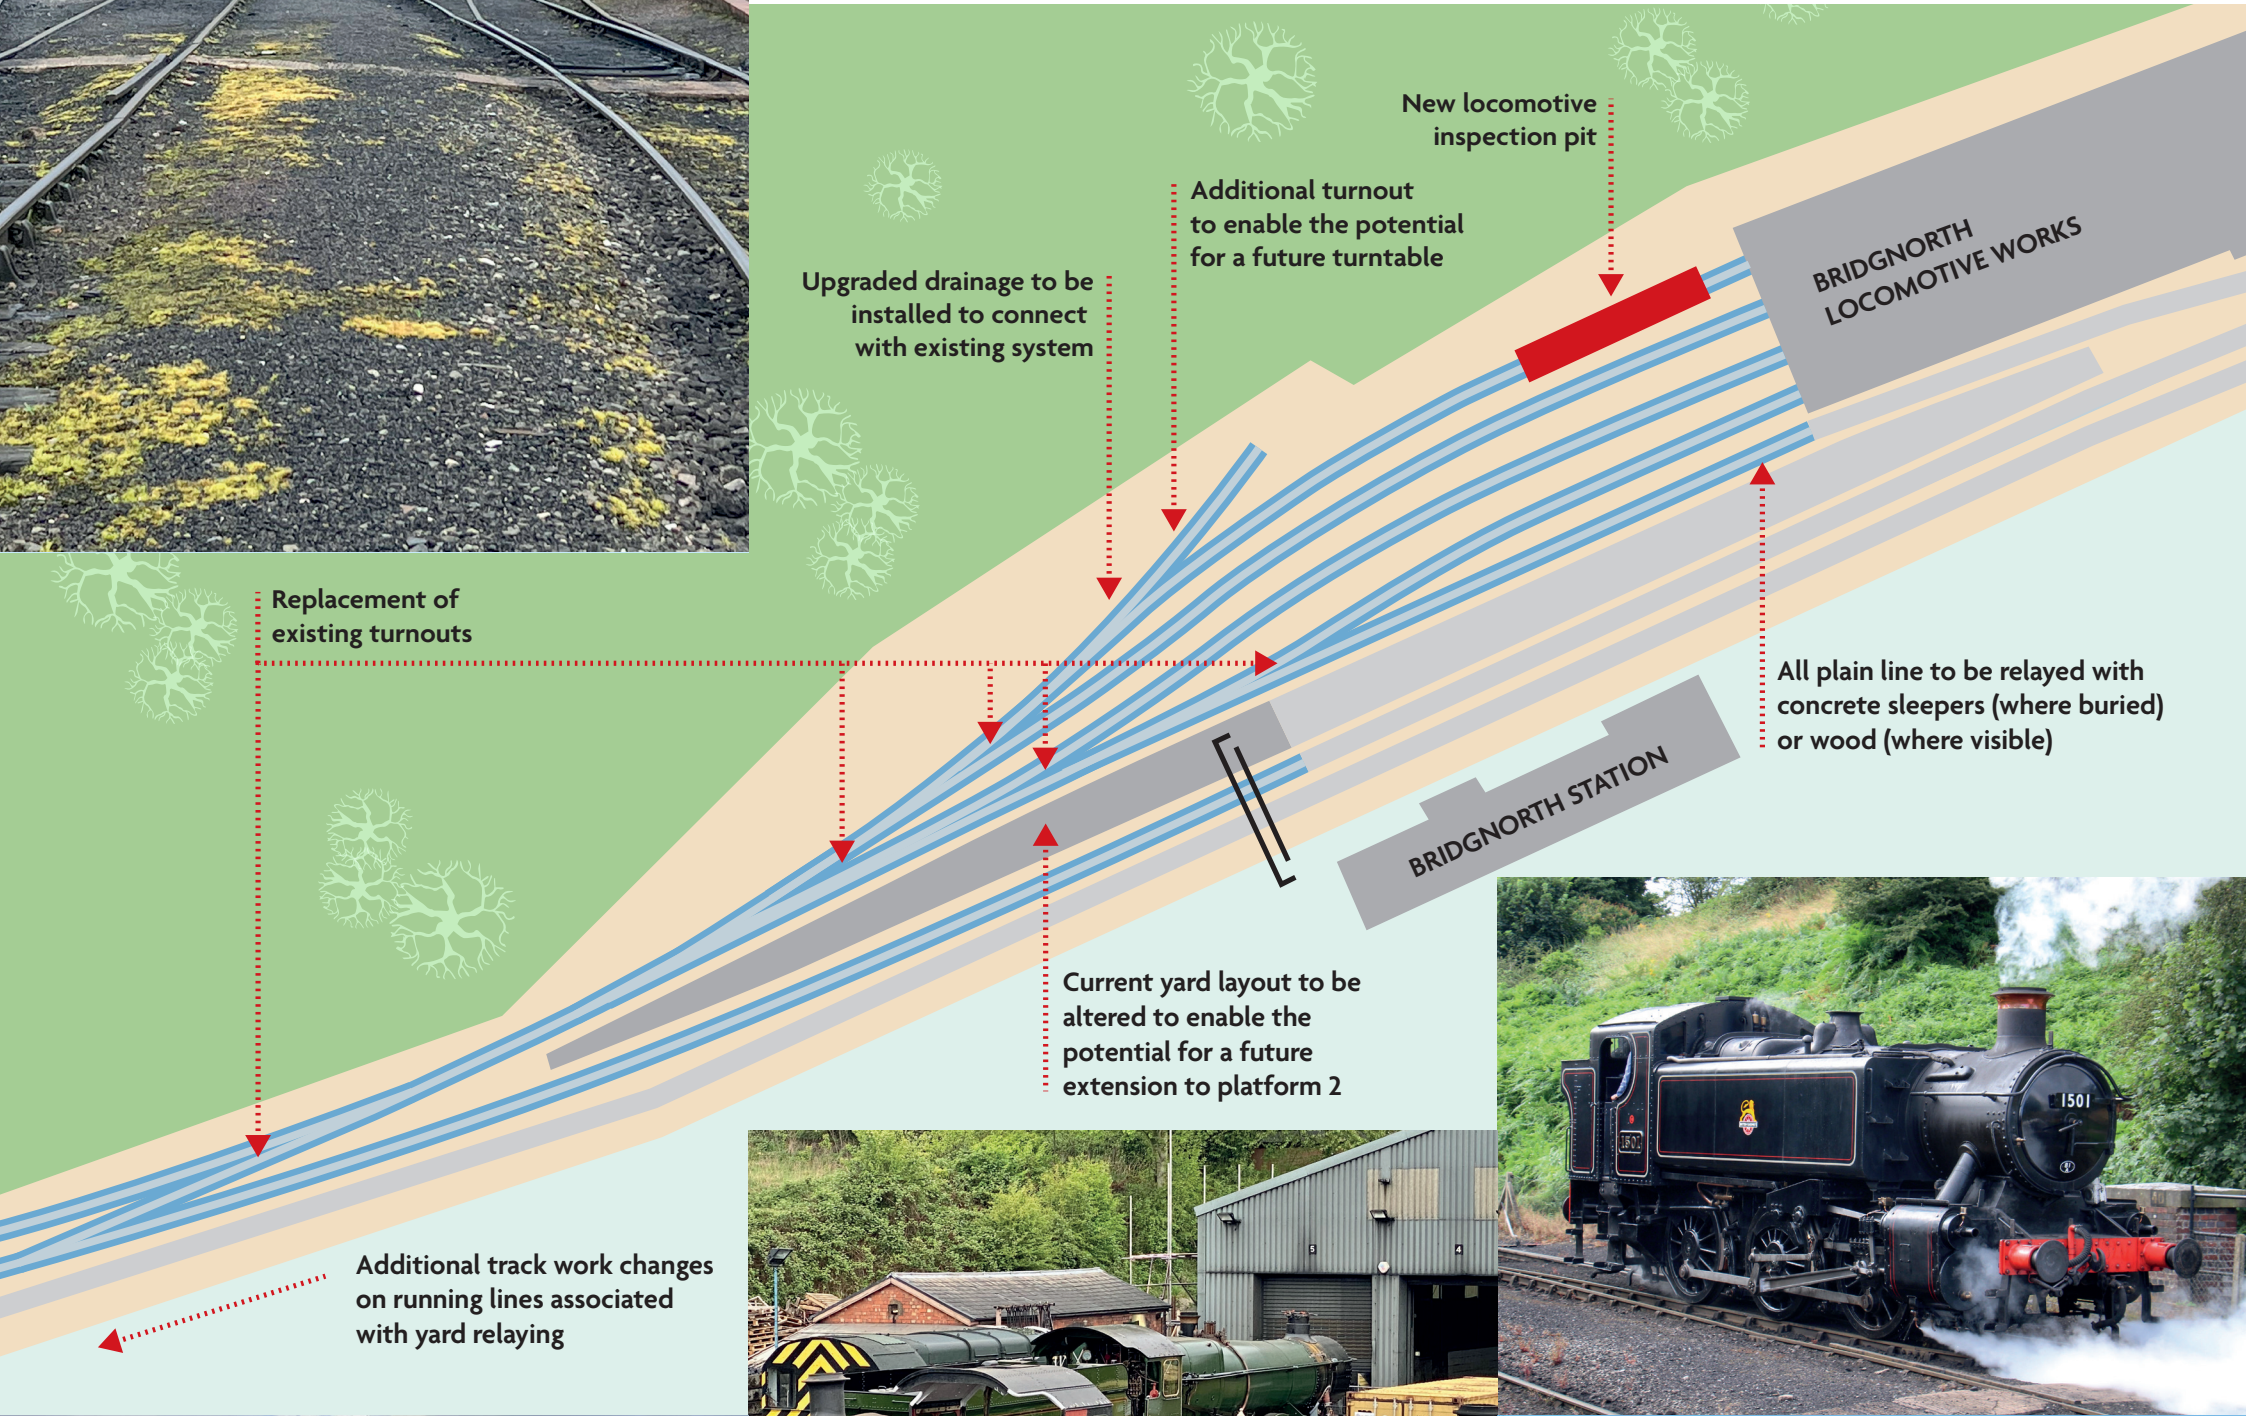 New locomotive
inspection pit
Additional turnout
to enable the potential
for a future turntable
Upgraded drainage to be
installed to connect
with existing system
BRIDGNORTH
LOCOMOTIVE WORKS
Replacement of
existing turnouts
All plain line to be relayed with
concrete sleepers (where buried)
or wood (where visible)
BRIDGNORTH STATION
Current yard layout to be
altered to enable the
potential for a future
extension to platform 2
Additional track work changes
on running lines associated
with yard relaying
5
4
1501
1501